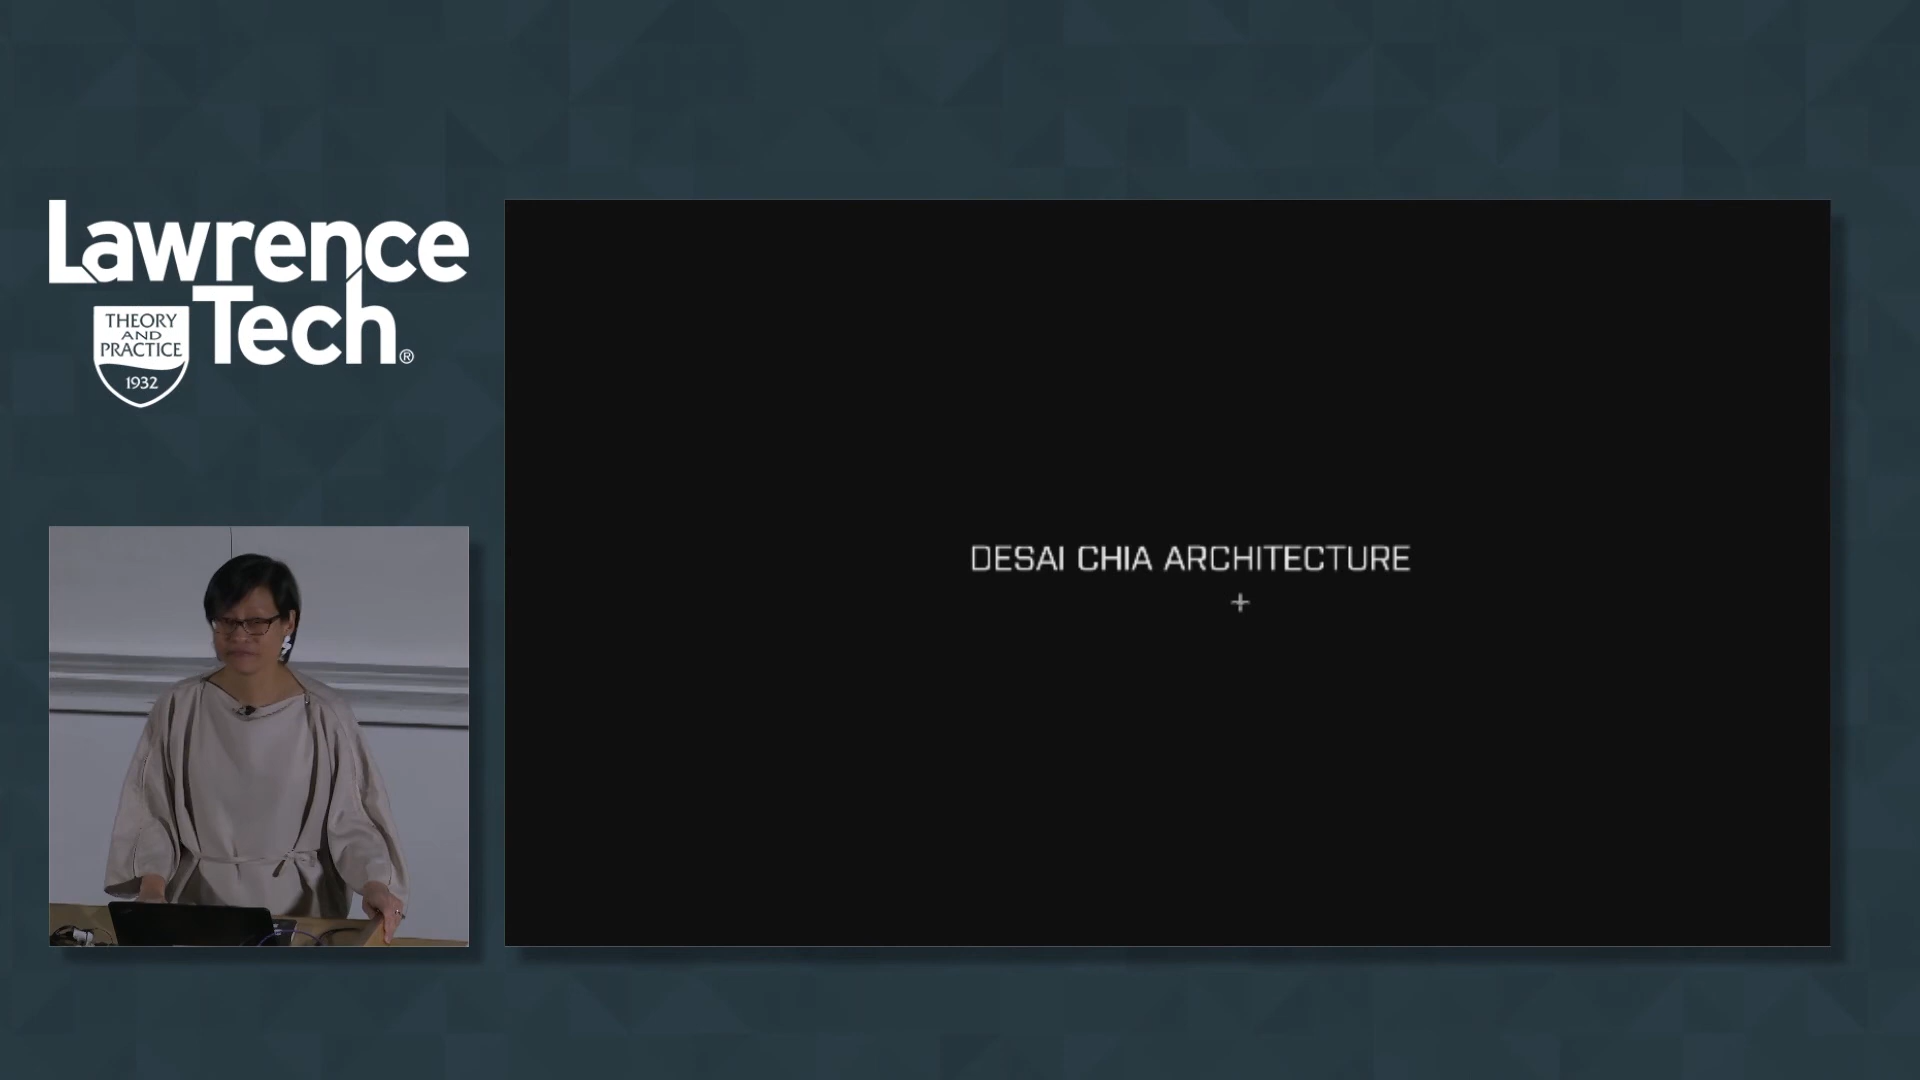 Lawrence
Tech®
THEORY
AND
PRACTICE
1932
DESAI CHIA ARCHITECTURE
+